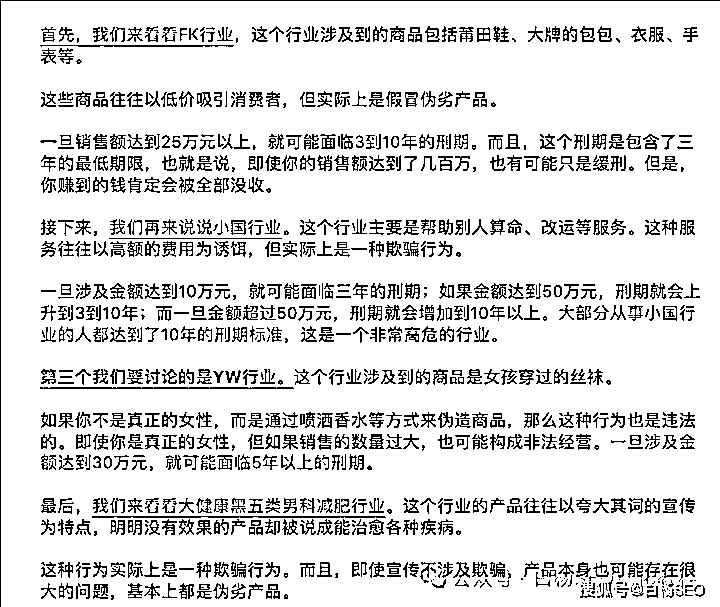 首先，我们来看看FK行业，这个行业涉及到的商品包括莆田鞋、大牌的包包、衣服、手
表等。
这些商品往往以低价吸引消费者，但实际上是假冒伪劣产品。
一旦销售额达到25万元以上，就可能面临3到10年的刑期。而且，这个刑期是包含了三
年的最低期限，也就是说，即使你的销售额达到了几百万，也有可能只是缓刑。但是，
你赚到的钱肯定会被全部没收。
接下来，我们再来说说小国行业。这个行业主要是帮助别人算命、改运等服务。这种服
务往往以高额的费用为诱饵，但实际上是一种欺骗行为。
一旦涉及金额达到10万元，就可能面临三年的刑期；如果金额达到50万元，刑期就会上
升到3到10年；而一旦金额超过50万元，刑期就会增加到10年以上。大部分从事小国行
业的人都达到了10年的刑期标准，这是一个非常高危的行业。
第三个我们要讨论的是YW行业。这个行业涉及到的商品是女孩穿过的丝袜。
如果你不是真正的女性，而是通过喷洒香水等方式来伪造商品，那么这种行为也是违法
的。即使你是真正的女性，但如果销售的数量过大，也可能构成非法经营。一旦涉及金
额达到30万元，就可能面临5年以上的刑期。
最后，我们来看看大健康黑五类男科减肥行业。这个行业的产品往往以夸大其词的宣传
为特点，明明没有效果的产品却被说成能治愈各种疾病。
这种行为实际上是一种欺骗行为。而且，即使宣传不涉及欺骗，产品本身也可能存在很
大的问题，基本上都是伪劣产品。
搜狐号@白杨SEO